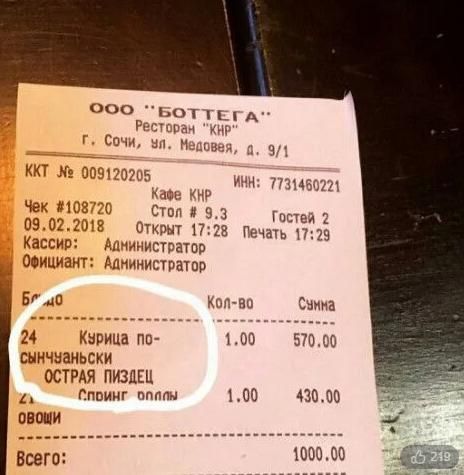 ООО "БОТТЕГА"
Ресторан "КНР"
г. Сочи, ул. Медовея, д. 9/1
ККТ № 009120205 ИНН: 7731460221
Кафе КНР
Чек #108720 Стол # 9.3 Гостей 2
09.02.2018 Открыт 17:28 Печать 17:29
Кассир: Администратор
Официант: Администратор
Блюдо Кол-во Сумма
24 Курица по- 1.00 570.00
сынчуаньски
ОСТРАЯ ПИЗДЕЦ
Спринг роллы 1.00 430.00
овощи
Всего: 1000.00
219